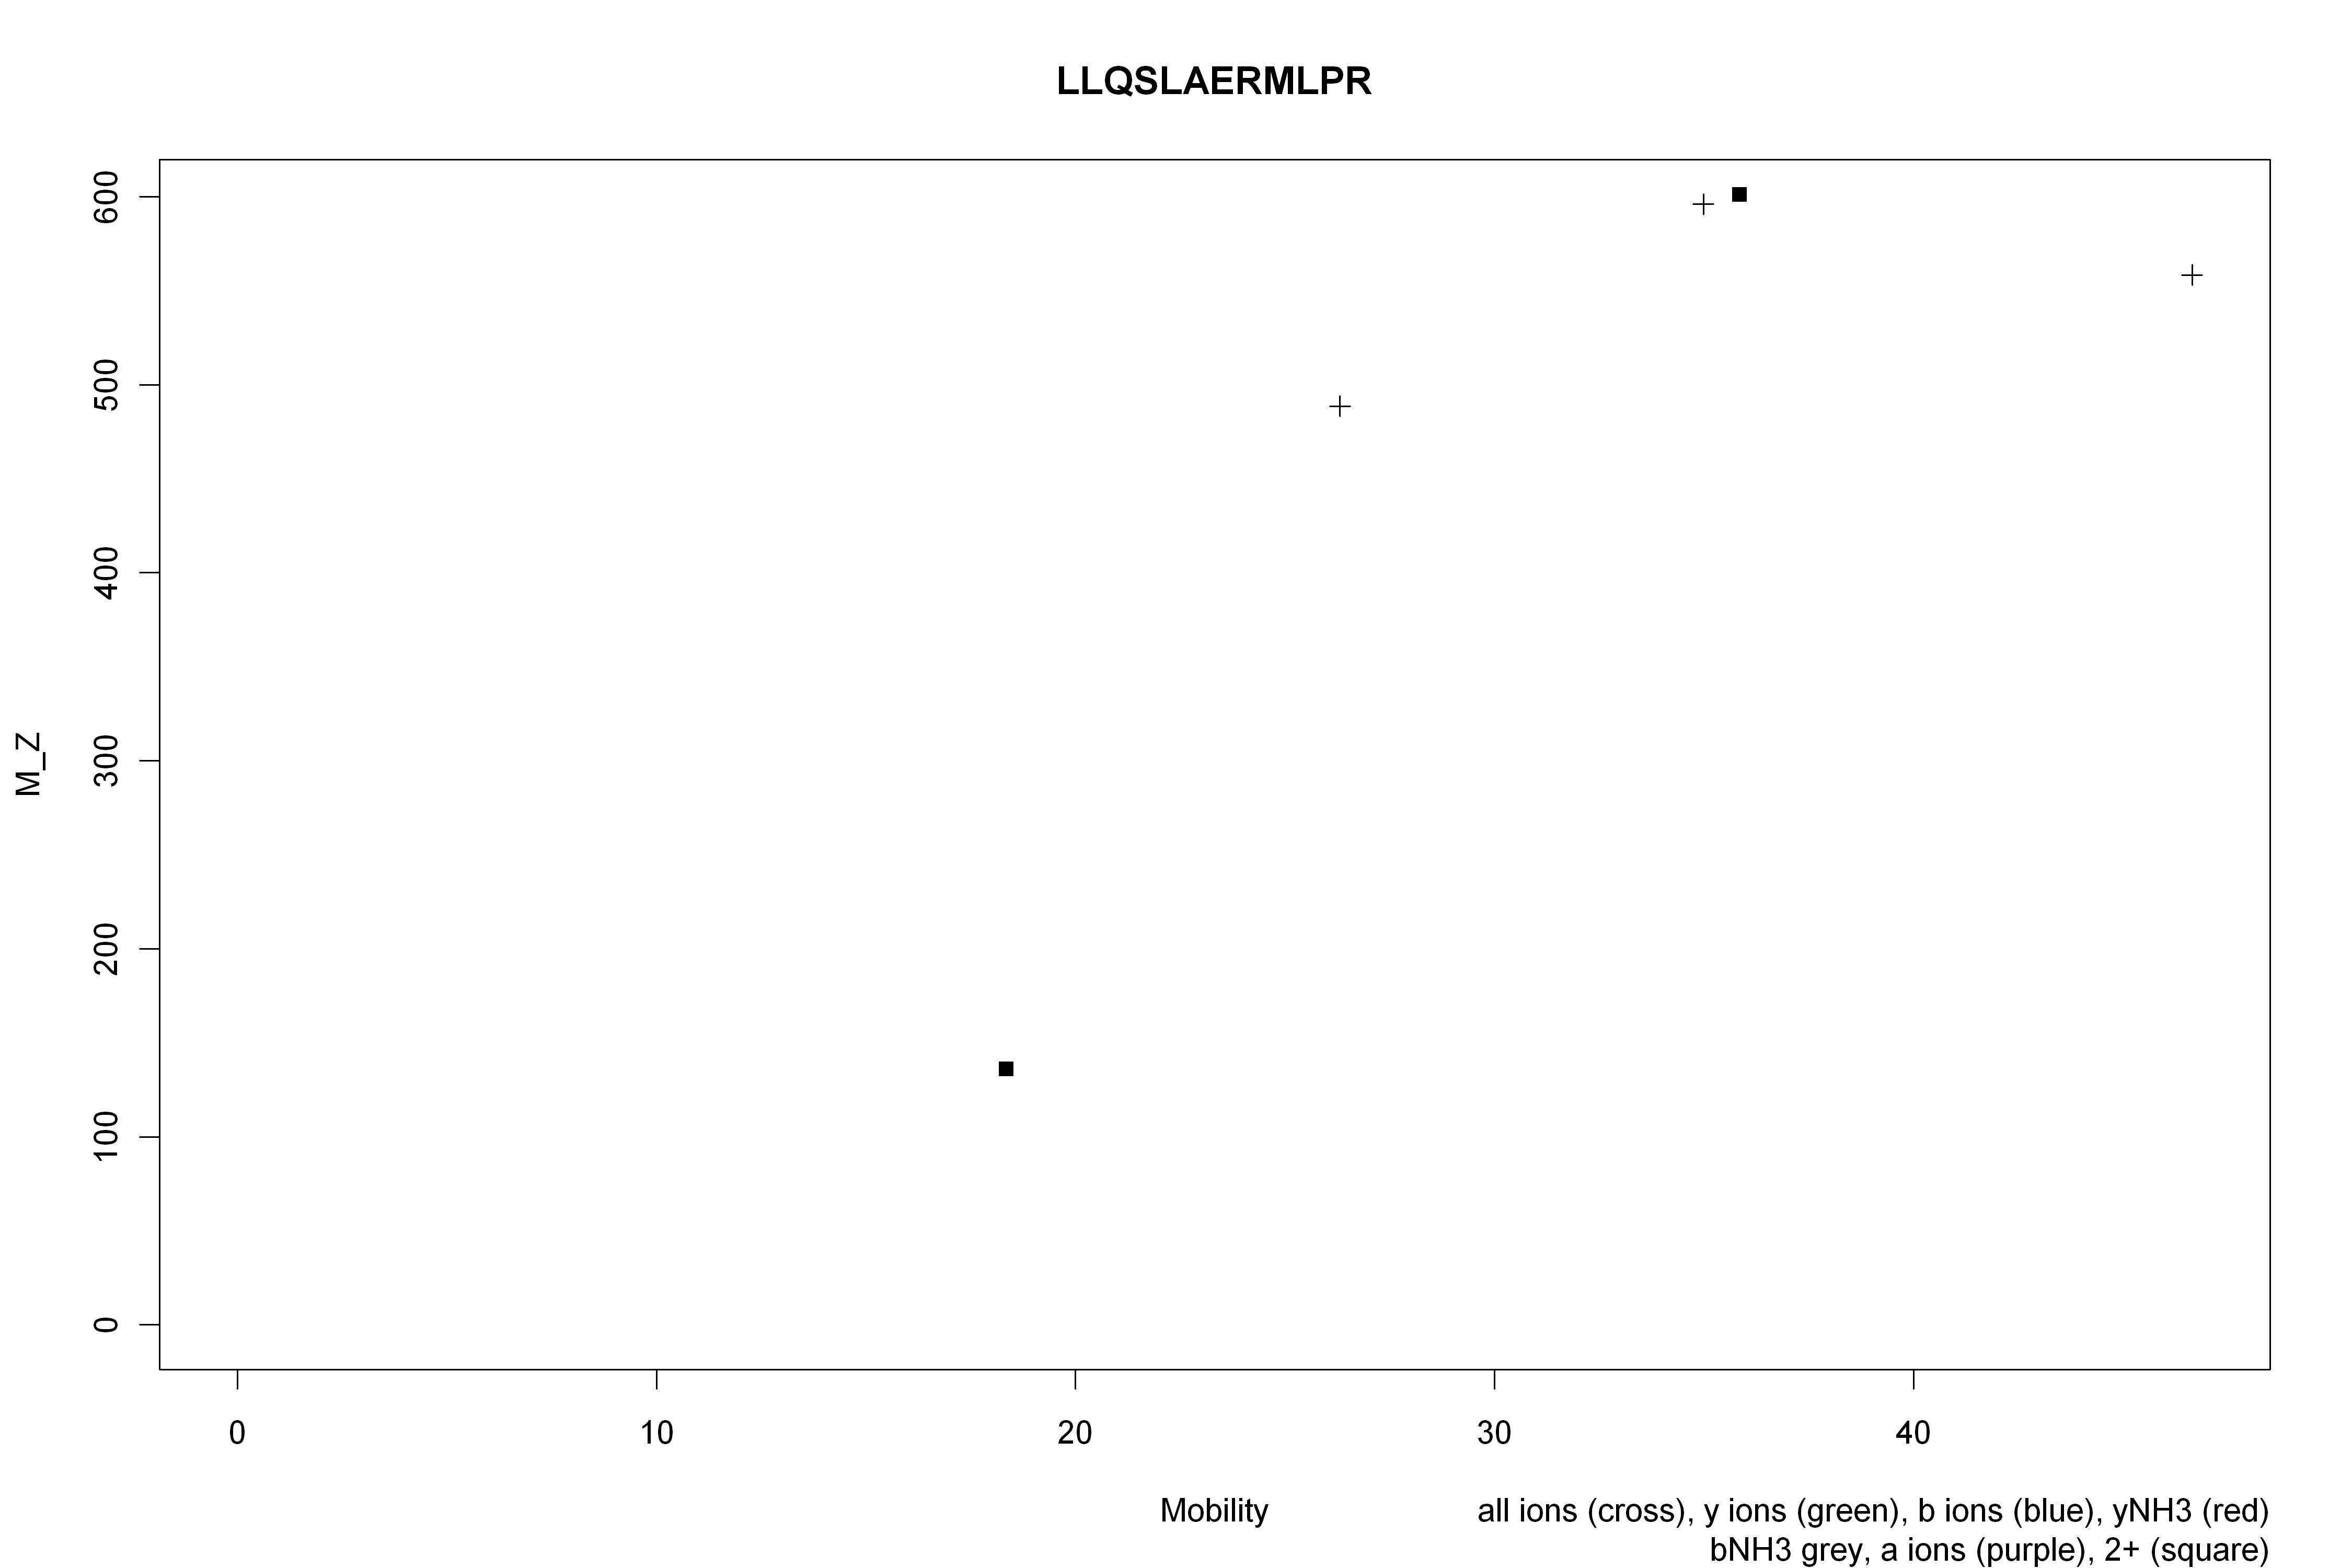 LLQSLAERMLPR
600
500
400
300
200
100
0
M_Z
0 10 20 30 40
Mobility
all ions (cross), y ions (green), b ions (blue), yNH3 (red)
bNH3 grey, a ions (purple), 2+ (square)